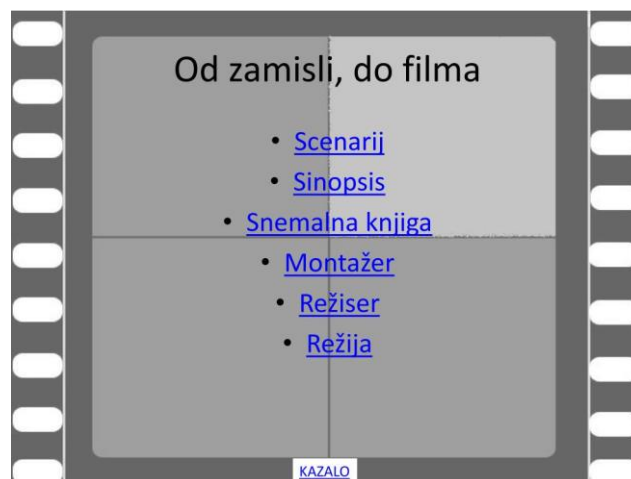 Od zamisli, do filma
• Scenarij
• Sinopsis
• Snemalna knjiga
• Montažer
• Režiser
• Režija
KAZALO